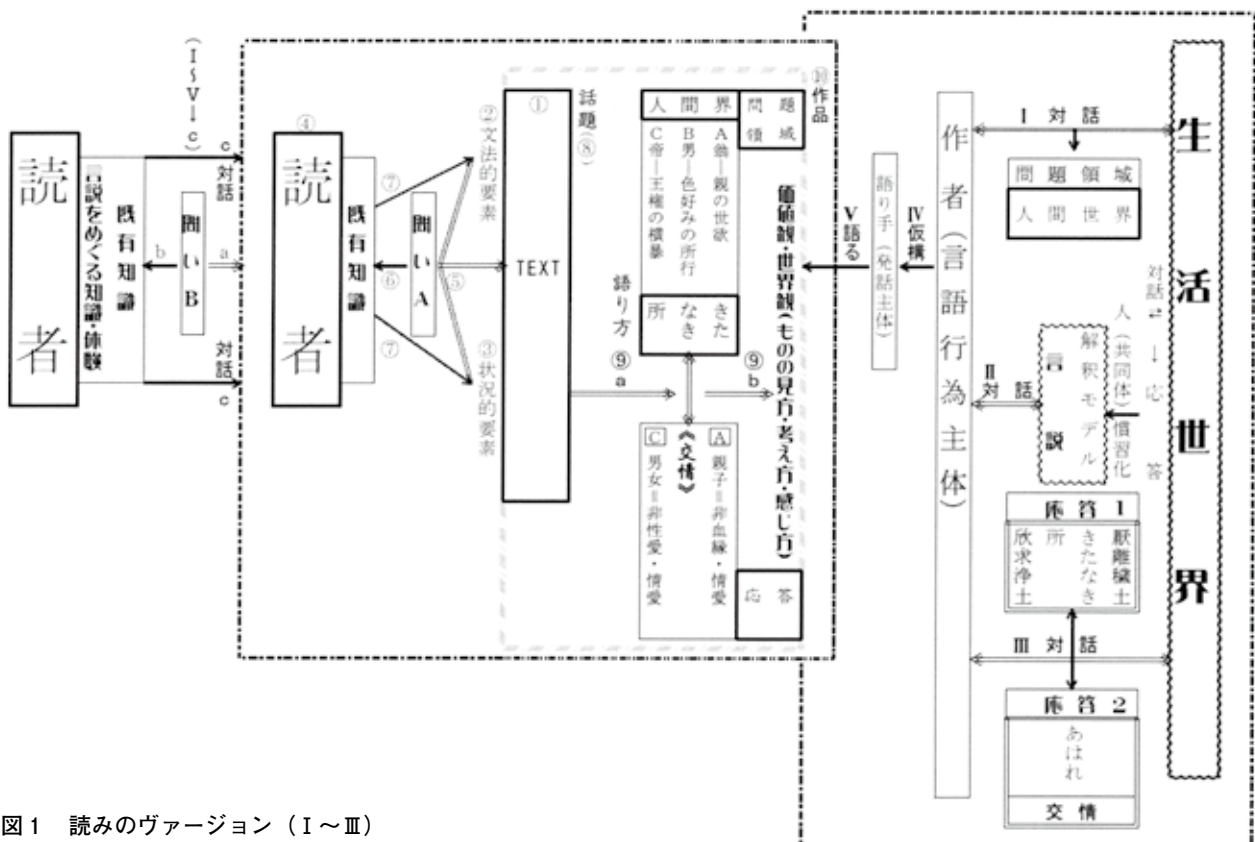 生活世界
Ⅰ 対話
問題領域
人間世界
対話⇄→応答
人(共同体)慣習化
解釈モデル
言説
Ⅱ対話
応答1
厭離穢土
きたなき
所
欣求浄土
Ⅲ 対話
応答2
あはれ
交情
作者(言語行為主体)
Ⅳ仮構
語り手(発話主体)
Ⅴ語る
⑩作品
問題
領域
価値観・世界観(ものの見方・考え方・感じ方)
応答
人間界
A翁―親の世欲
B男―色好みの所行
C帝―王権の横暴
きた
なき
所
語り方
⑨a
⑨b
A 親子=非血縁・情愛
《交情》
C 男女=非性愛・情愛
話題(⑧)
①
TEXT
②文法的要素
③状況的要素
⑤
問いA
⑥
⑦
⑦
既有知識
④
読者
(Ⅰ~Ⅴ→c)
c対話
a
問いB
b
対話c
既有知識
言説をめぐる知識・体験
読者
図1 読みのヴァージョン(Ⅰ~Ⅲ)